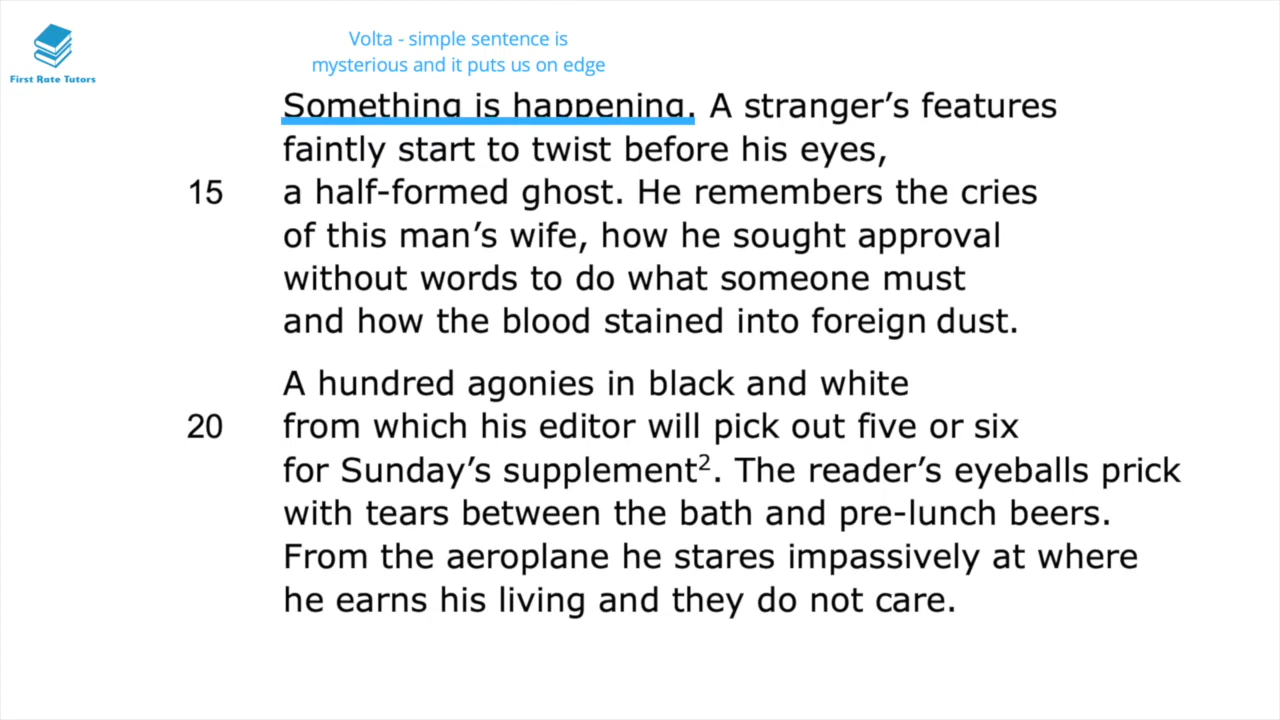 First Rate Tutors
Volta - simple sentence is
mysterious and it puts us on edge
Something is happening. A stranger’s features
faintly start to twist before his eyes,
15 a half-formed ghost. He remembers the cries
of this man’s wife, how he sought approval
without words to do what someone must
and how the blood stained into foreign dust.
A hundred agonies in black and white
20 from which his editor will pick out five or six
for Sunday’s supplement². The reader’s eyeballs prick
with tears between the bath and pre-lunch beers.
From the aeroplane he stares impassively at where
he earns his living and they do not care.